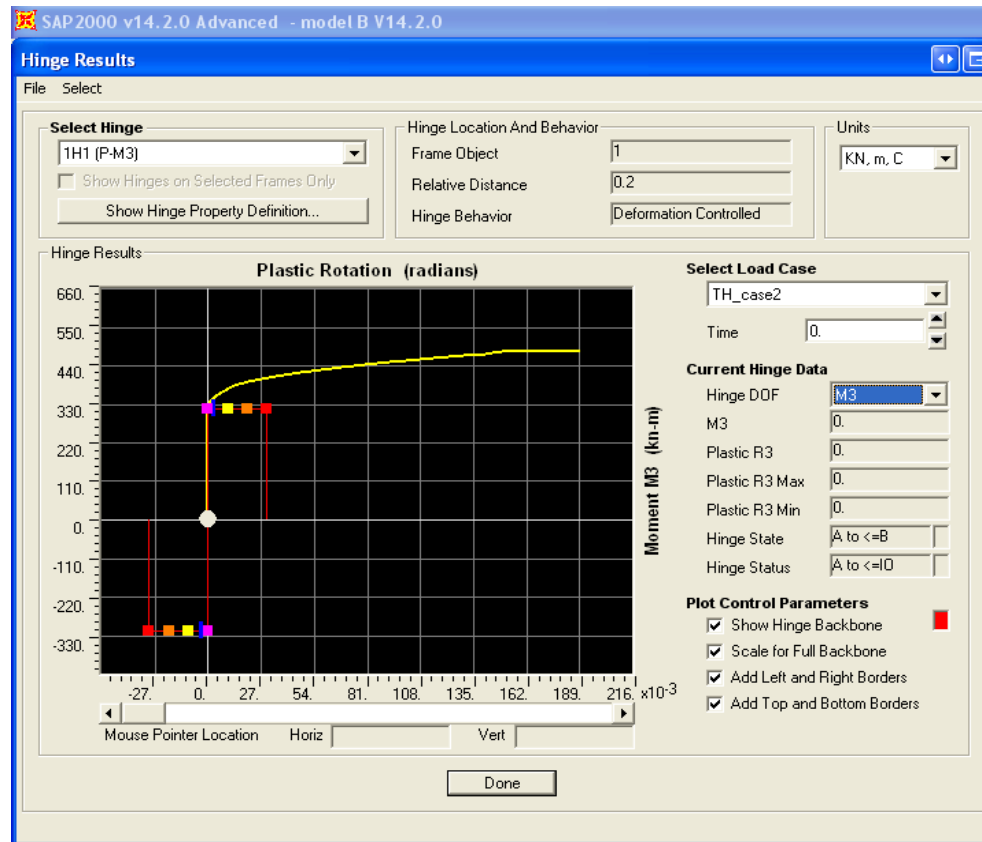 SAP2000 v14.2.0 Advanced - model B V14.2.0
Hinge Results
File Select
Select Hinge
1H1 (P-M3)
Show Hinges on Selected Frames Only
Show Hinge Property Definition...
Hinge Location And Behavior
Frame Object 1
Relative Distance 0.2
Hinge Behavior Deformation Controlled
Units
KN, m, C
Hinge Results
Plastic Rotation (radians)
660.
550.
440.
330.
220.
110.
0.
-110.
-220.
-330.
-27. 0. 27. 54. 81. 108. 135. 162. 189. 216. x10-3
Moment M3 (kn-m)
Mouse Pointer Location Horiz Vert
Select Load Case
TH_case2
Time 0.
Current Hinge Data
Hinge DOF M3
M3 0.
Plastic R3 0.
Plastic R3 Max 0.
Plastic R3 Min 0.
Hinge State A to <=B
Hinge Status A to <=IO
Plot Control Parameters
Show Hinge Backbone
Scale for Full Backbone
Add Left and Right Borders
Add Top and Bottom Borders
Done